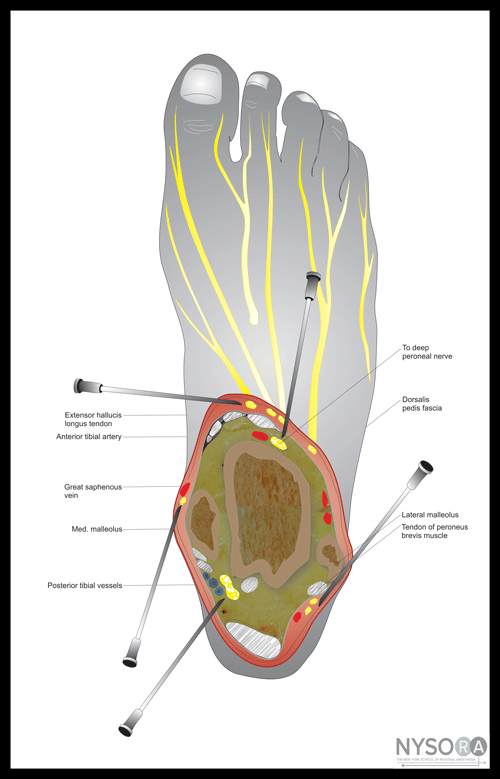 To deep
peroneal nerve
Dorsalis
pedis fascia
Extensor hallucis
longus tendon
Anterior tibial artery
Great saphenous
vein
Med. malleolus
Lateral malleolus
Tendon of peroneus
brevis muscle
Posterior tibial vessels
NYSORA
THE NEW YORK SCHOOL OF REGIONAL ANESTHESIA